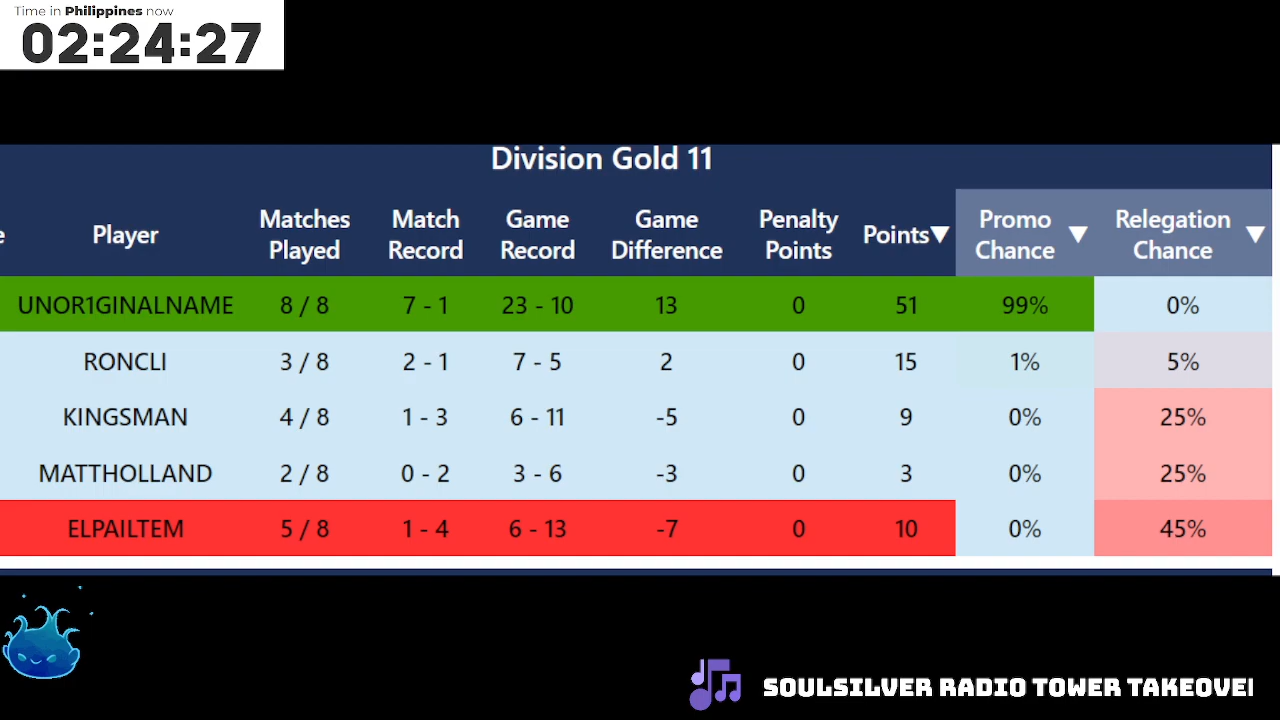 Time in Philippines now
02:24:27
Division Gold 11
e Player Matches Played Match Record Game Record Game Difference Penalty Points Points▼ Promo Chance ▼ Relegation Chance ▼
UNOR1GINALNAME 8 / 8 7 - 1 23 - 10 13 0 51 99% 0%
RONCLI 3 / 8 2 - 1 7 - 5 2 0 15 1% 5%
KINGSMAN 4 / 8 1 - 3 6 - 11 -5 0 9 0% 25%
MATTHOLLAND 2 / 8 0 - 2 3 - 6 -3 0 3 0% 25%
ELPAILTEM 5 / 8 1 - 4 6 - 13 -7 0 10 0% 45%
SOULSILVER RADIO TOWER TAKEOVE